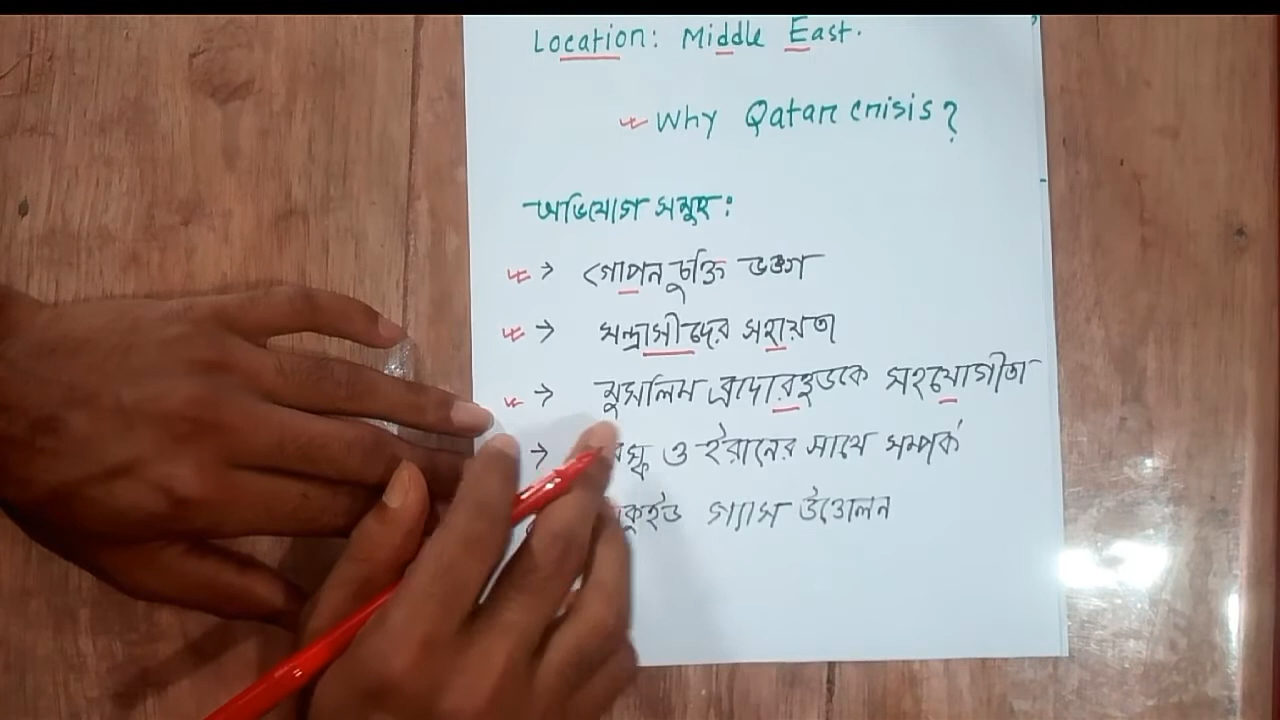 Location: Middle East.
Why Qatar crisis?
অভিযোগ সমূহ:
→ গোপন চুক্তি ভঙ্গ
→ সন্ত্রাসীদের সহায়তা
→ মুসলিম ব্রাদারহুডকে সহযোগীতা
→ ও ইরানের সাথে সম্পর্ক
গ্যাস উত্তোলন